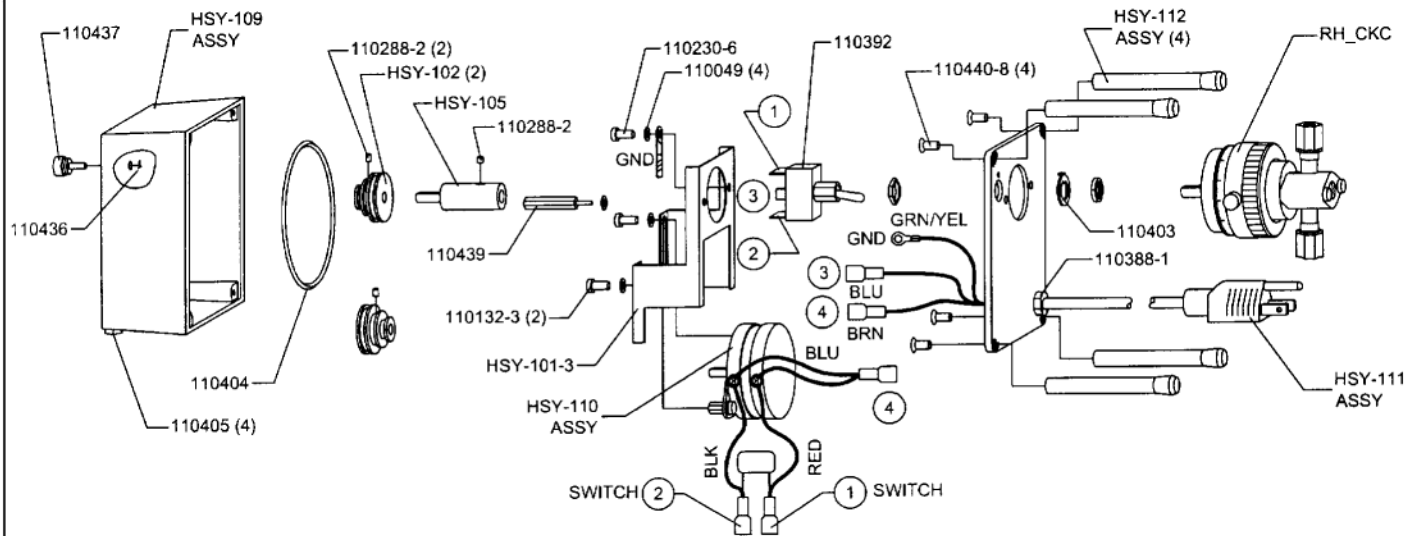 110437
HSY-109
ASSY
110288-2 (2)
HSY-102 (2)
HSY-105
110288-2
110230-6
110049 (4)
110392
HSY-112
ASSY (4)
110440-8 (4)
RH_CKC
1
GND
3
2
110436
110439
GRN/YEL
GND
110403
3
BLU
110388-1
4
BRN
110132-3 (2)
HSY-101-3
BLU
110404
HSY-110
ASSY
4
HSY-111
ASSY
110405 (4)
BLK
RED
SWITCH 2
1 SWITCH